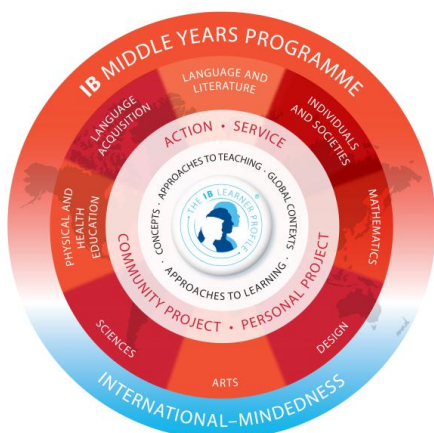 IB MIDDLE YEARS PROGRAMME
LANGUAGE AND
LITERATURE
INDIVIDUALS
AND SOCIETIES
MATHEMATICS
DESIGN
ARTS
SCIENCES
PHYSICAL AND
HEALTH
EDUCATION
LANGUAGE
ACQUISITION
ACTION • SERVICE
COMMUNITY PROJECT • PERSONAL PROJECT
· APPROACHES TO TEACHING · GLOBAL CONTEXTS · APPROACHES TO LEARNING · CONCEPTS
· THE IB LEARNER PROFILE ·
®
INTERNATIONAL–MINDEDNESS